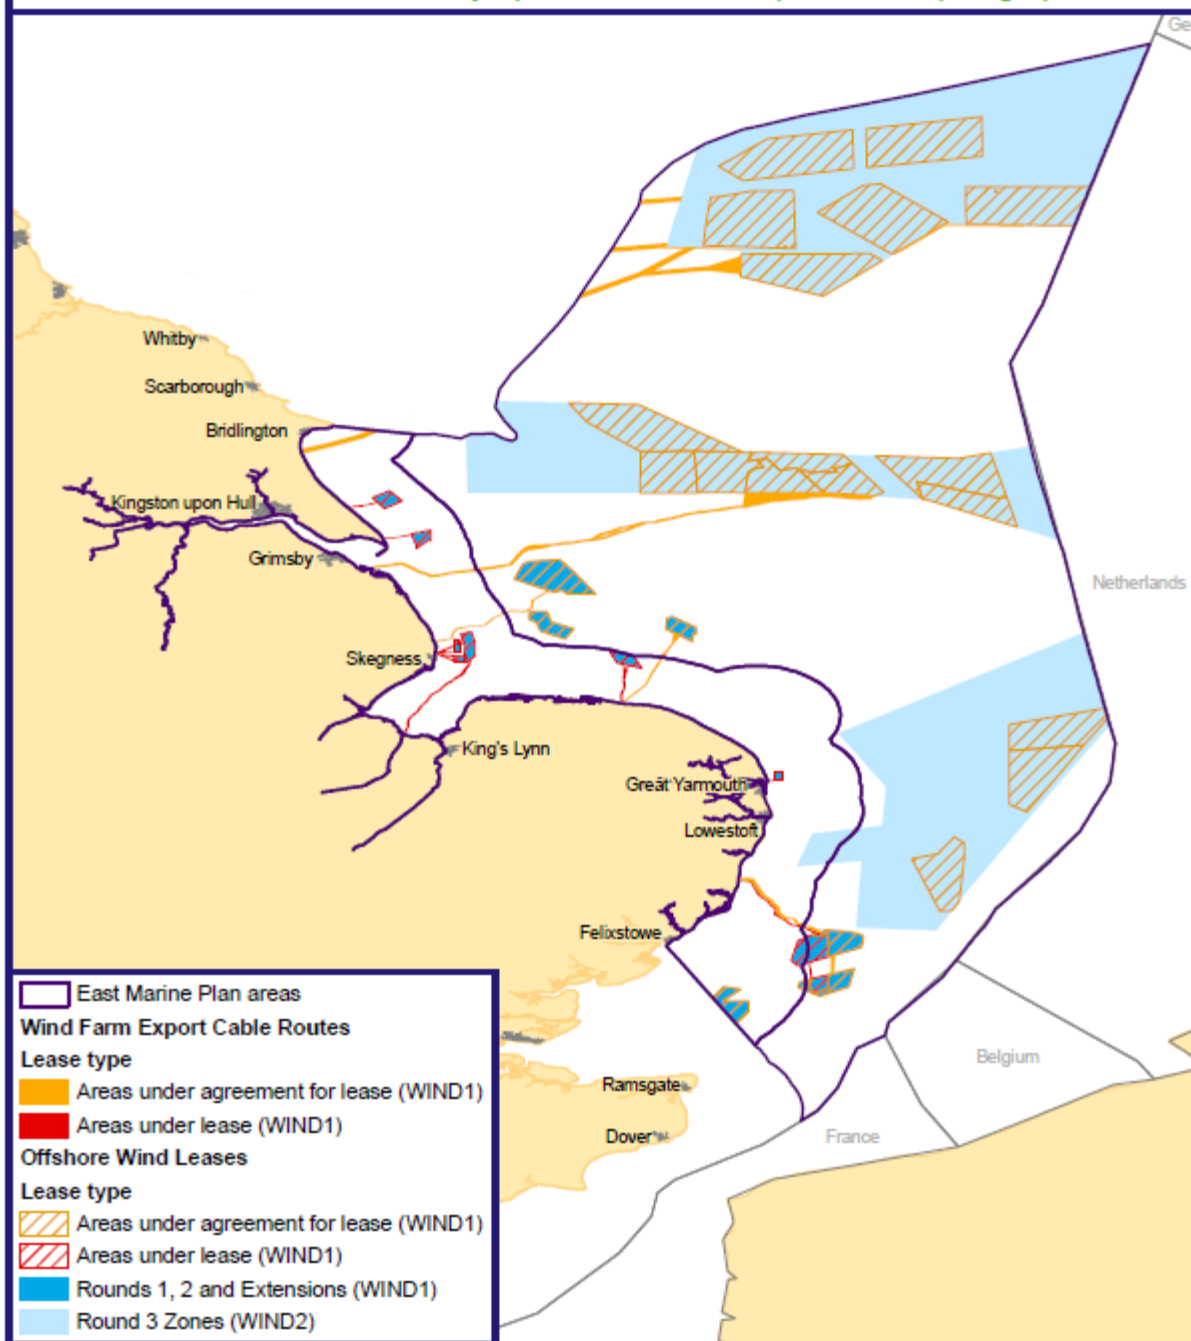 Ge
Whitby
Scarborough
Bridlington
Kingston upon Hull
Grimsby
Netherlands
Skegness
King's Lynn
Great Yarmouth
Lowestoft
Felixstowe
East Marine Plan areas
Wind Farm Export Cable Routes
Lease type
Areas under agreement for lease (WIND1)
Areas under lease (WIND1)
Offshore Wind Leases
Lease type
Areas under agreement for lease (WIND1)
Areas under lease (WIND1)
Rounds 1, 2 and Extensions (WIND1)
Round 3 Zones (WIND2)
Belgium
Ramsgate
Dover
France